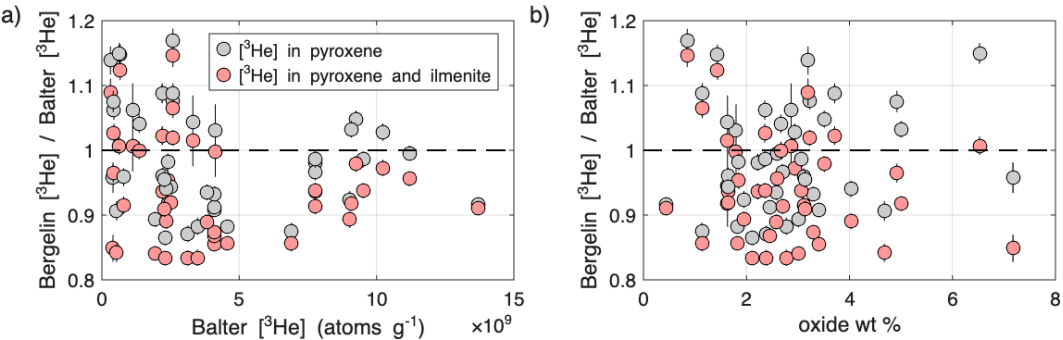 a)
1.2
1.1
1
0.9
0.8
Bergelin [³He] / Balter [³He]
[³He] in pyroxene
[³He] in pyroxene and ilmenite
0 5 10 15
Balter [³He] (atoms g⁻¹) ×10⁹
b)
1.2
1.1
1
0.9
0.8
Bergelin [³He] / Balter [³He]
0 2 4 6 8
oxide wt %